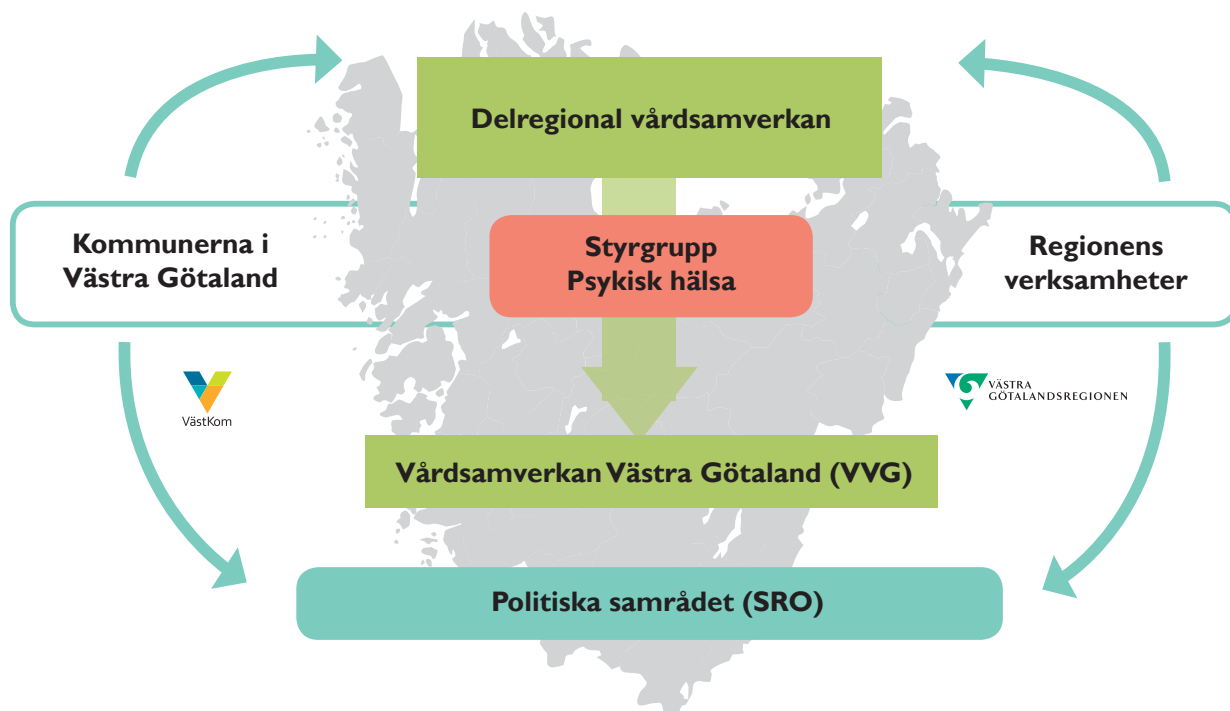 Delregional vårdsamverkan
Kommunerna i
Västra Götaland
Styrgrupp
Psykisk hälsa
Regionens
verksamheter
VästKom
VÄSTRA
GÖTALANDSREGIONEN
Vårdsamverkan Västra Götaland (VVG)
Politiska samrådet (SRO)